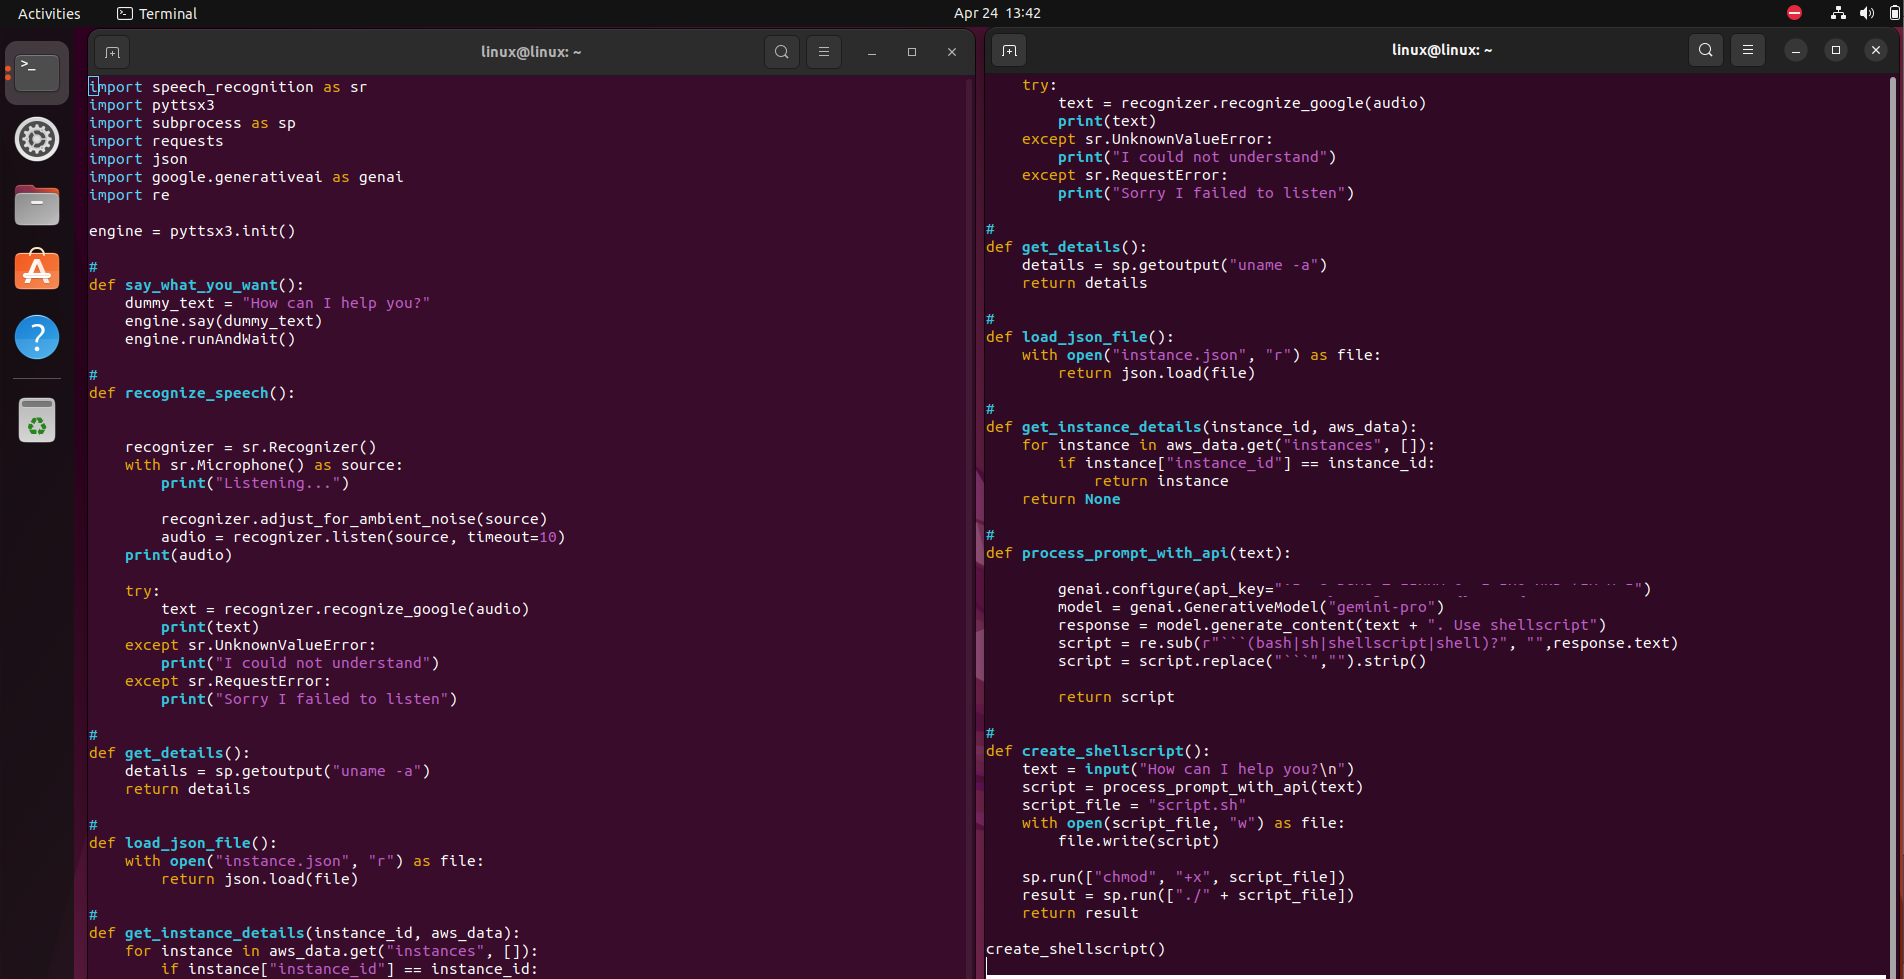 Activities
Terminal
Apr 24 13:42
linux@linux: ~
import speech_recognition as sr
import pyttsx3
import subprocess as sp
import requests
import json
import google.generativeai as genai
import re
engine = pyttsx3.init()
#
def say_what_you_want():
    dummy_text = "How can I help you?"
    engine.say(dummy_text)
    engine.runAndWait()
#
def recognize_speech():
    recognizer = sr.Recognizer()
    with sr.Microphone() as source:
        print("Listening...")
        recognizer.adjust_for_ambient_noise(source)
        audio = recognizer.listen(source, timeout=10)
    print(audio)
    try:
        text = recognizer.recognize_google(audio)
        print(text)
    except sr.UnknownValueError:
        print("I could not understand")
    except sr.RequestError:
        print("Sorry I failed to listen")
#
def get_details():
    details = sp.getoutput("uname -a")
    return details
#
def load_json_file():
    with open("instance.json", "r") as file:
        return json.load(file)
#
def get_instance_details(instance_id, aws_data):
    for instance in aws_data.get("instances", []):
        if instance["instance_id"] == instance_id:
linux@linux: ~
    try:
        text = recognizer.recognize_google(audio)
        print(text)
    except sr.UnknownValueError:
        print("I could not understand")
    except sr.RequestError:
        print("Sorry I failed to listen")
#
def get_details():
    details = sp.getoutput("uname -a")
    return details
#
def load_json_file():
    with open("instance.json", "r") as file:
        return json.load(file)
#
def get_instance_details(instance_id, aws_data):
    for instance in aws_data.get("instances", []):
        if instance["instance_id"] == instance_id:
            return instance
    return None
#
def process_prompt_with_api(text):
        genai.configure(api_key="")
        model = genai.GenerativeModel("gemini-pro")
        response = model.generate_content(text + ". Use shellscript")
        script = re.sub(r"```(bash|sh|shellscript|shell)?", "",response.text)
        script = script.replace("```","").strip()
        return script
#
def create_shellscript():
    text = input("How can I help you?\n")
    script = process_prompt_with_api(text)
    script_file = "script.sh"
    with open(script_file, "w") as file:
        file.write(script)
    sp.run(["chmod", "+x", script_file])
    result = sp.run(["./" + script_file])
    return result
create_shellscript()